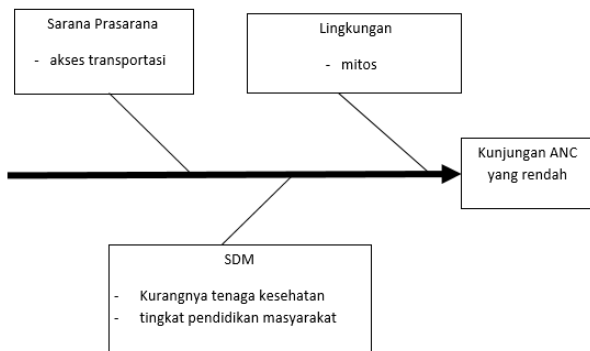 Sarana Prasarana
- akses transportasi
Lingkungan
- mitos
Kunjungan ANC
yang rendah
SDM
- Kurangnya tenaga kesehatan
- tingkat pendidikan masyarakat